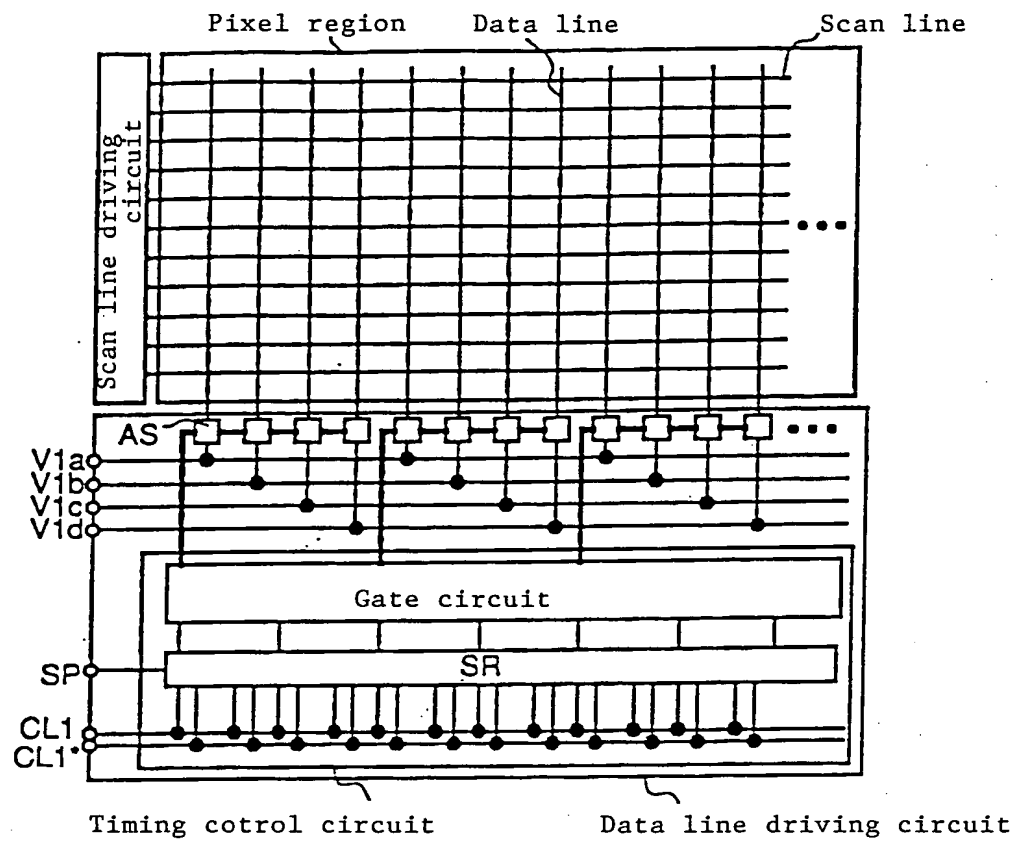 Pixel region
Data line
Scan line
Scan line driving
circuit
AS
V1a
V1b
V1c
V1d
Gate circuit
SP
SR
CL1
CL1*
Timing cotrol circuit
Data line driving circuit